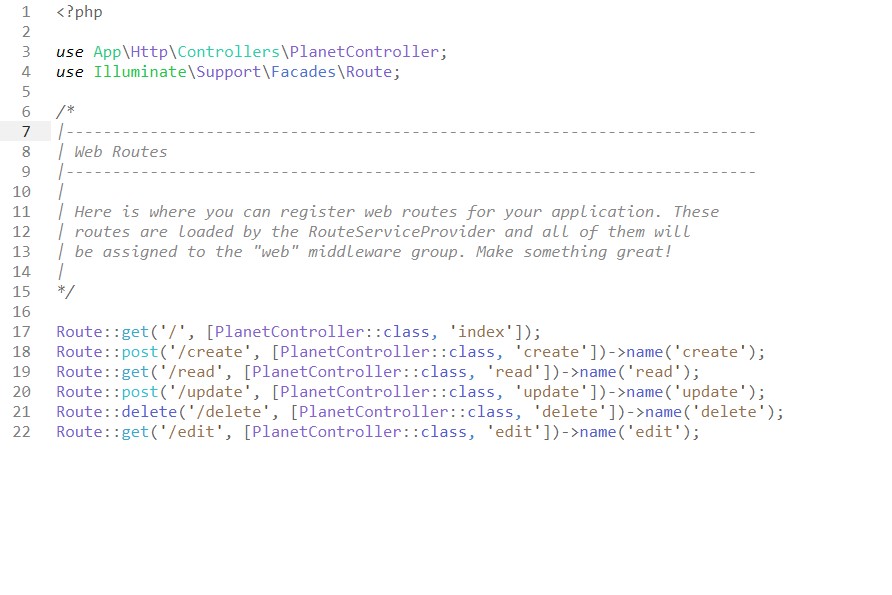 1 <?php
2
3 use App\Http\Controllers\PlanetController;
4 use Illuminate\Support\Facades\Route;
5
6 /*
7 |--------------------------------------------------------------------------
8 | Web Routes
9 |--------------------------------------------------------------------------
10 |
11 | Here is where you can register web routes for your application. These
12 | routes are loaded by the RouteServiceProvider and all of them will
13 | be assigned to the "web" middleware group. Make something great!
14 |
15 */
16
17 Route::get('/', [PlanetController::class, 'index']);
18 Route::post('/create', [PlanetController::class, 'create'])->name('create');
19 Route::get('/read', [PlanetController::class, 'read'])->name('read');
20 Route::post('/update', [PlanetController::class, 'update'])->name('update');
21 Route::delete('/delete', [PlanetController::class, 'delete'])->name('delete');
22 Route::get('/edit', [PlanetController::class, 'edit'])->name('edit');